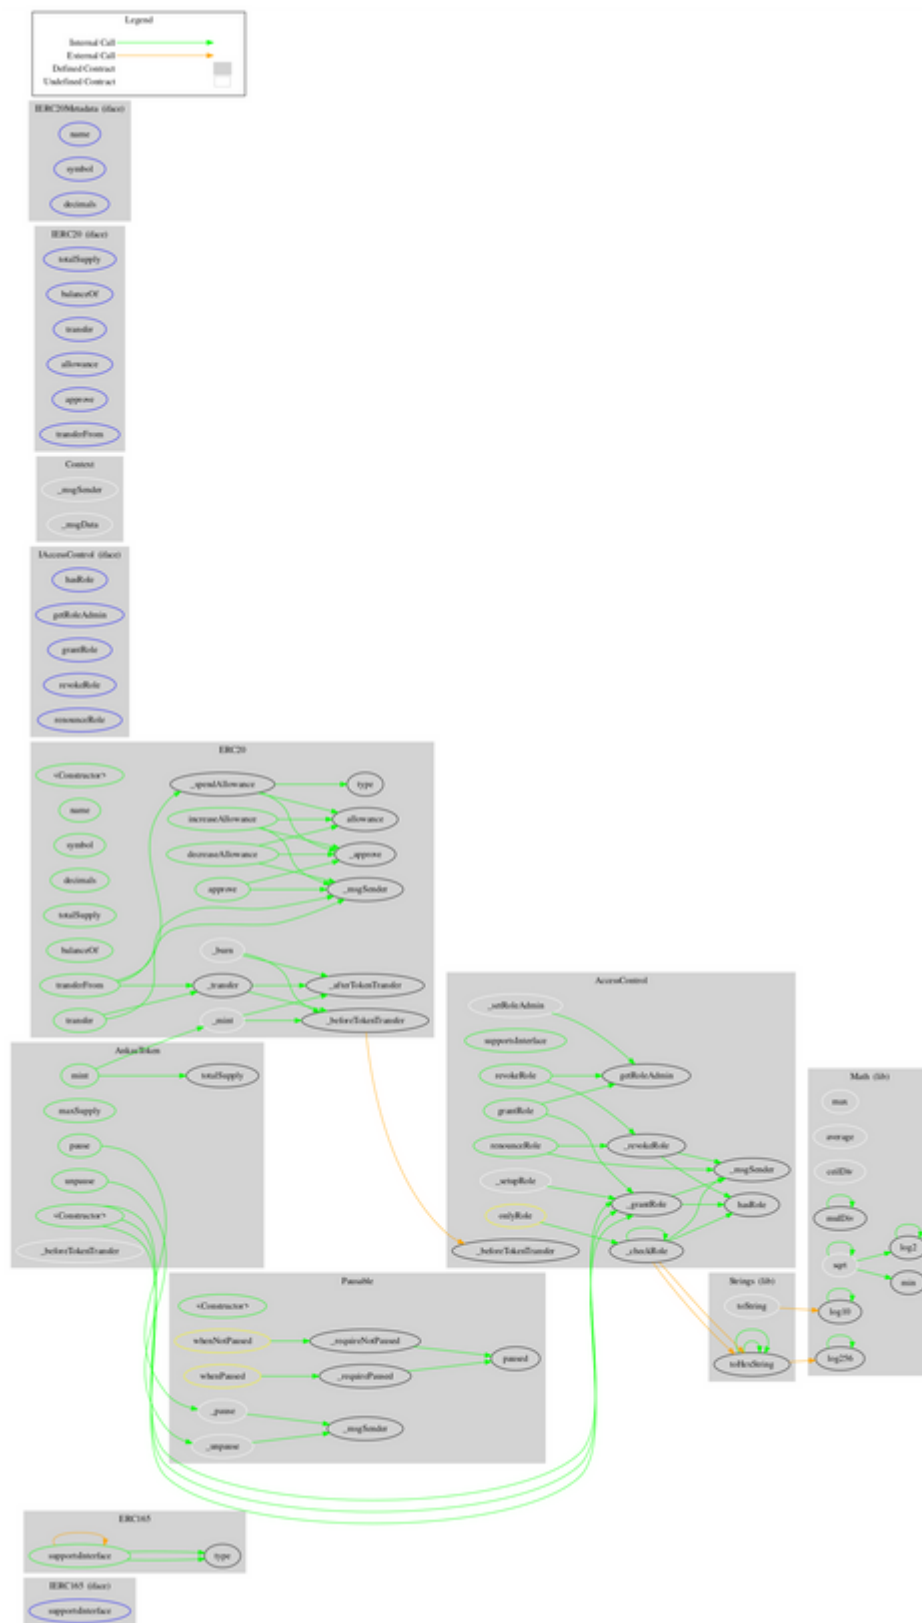 Legend
Internal Call
External Call
Defined Contract
Undefined Contract
IERC20Metadata (iface)
name
symbol
decimals
IERC20 (iface)
totalSupply
balanceOf
transfer
allowance
approve
transferFrom
Context
_msgSender
_msgData
IAccessControl (iface)
hasRole
getRoleAdmin
grantRole
revokeRole
renounceRole
ERC20
<Constructor>
_spendAllowance
type
name
increaseAllowance
allowance
symbol
decreaseAllowance
_approve
decimals
approve
_msgSender
totalSupply
balanceOf
_burn
transferFrom
_transfer
_afterTokenTransfer
transfer
_mint
_beforeTokenTransfer
mint
totalSupply
maxSupply
pause
unpause
<Constructor>
_beforeTokenTransfer
AccessControl
_setRoleAdmin
supportsInterface
revokeRole
getRoleAdmin
grantRole
renounceRole
_revokeRole
_msgSender
_setupRole
_grantRole
hasRole
onlyRole
_checkRole
_beforeTokenTransfer
Math (lib)
max
average
ceilDiv
mulDiv
log2
sqrt
min
log10
log256
Strings (lib)
toString
toHexString
Pausable
<Constructor>
whenNotPaused
_requireNotPaused
paused
whenPaused
_requirePaused
_pause
_msgSender
_unpause
ERC165
supportsInterface
type
IERC165 (iface)
supportsInterface